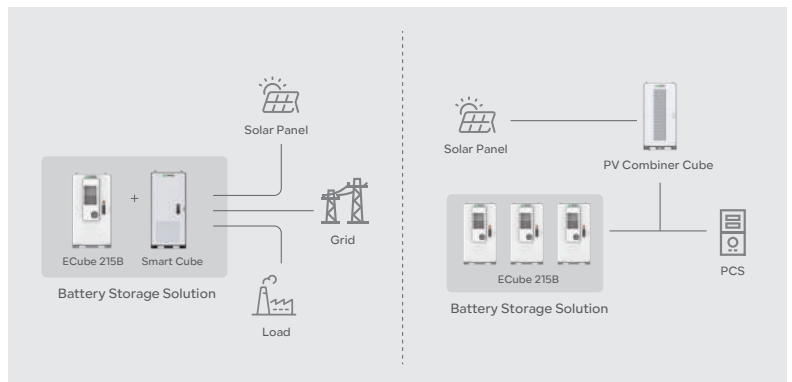 Solar Panel
+
ECube 215B
Smart Cube
Grid
Battery Storage Solution
Load
Solar Panel
PV Combiner Cube
ECube 215B
PCS
Battery Storage Solution